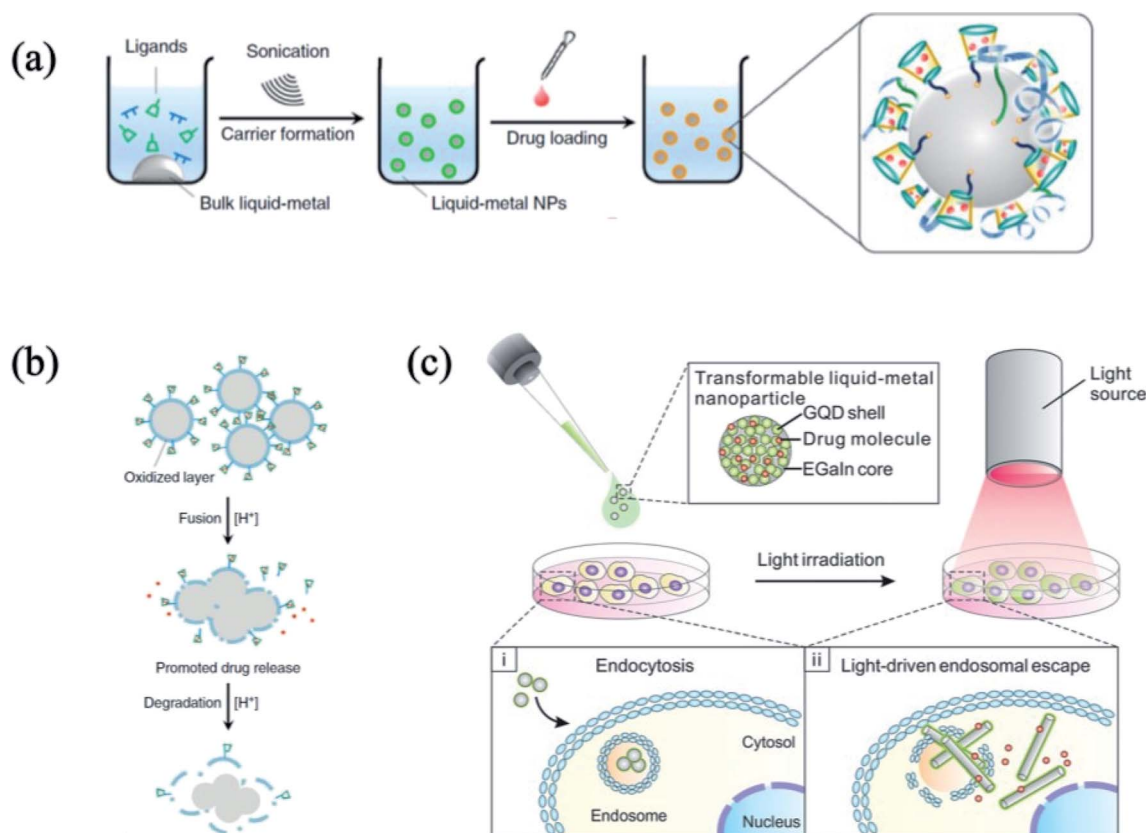 (a)
Ligands
Sonication
Carrier formation
Drug loading
Bulk liquid-metal
Liquid-metal NPs
(b)
Oxidized layer
Fusion [H⁺]
Promoted drug release
Degradation [H⁺]
(c)
Transformable liquid-metal
nanoparticle
GQD shell
Drug molecule
EGaIn core
Light
source
Light irradiation
i Endocytosis
Cytosol
Endosome
Nucleus
ii Light-driven endosomal escape